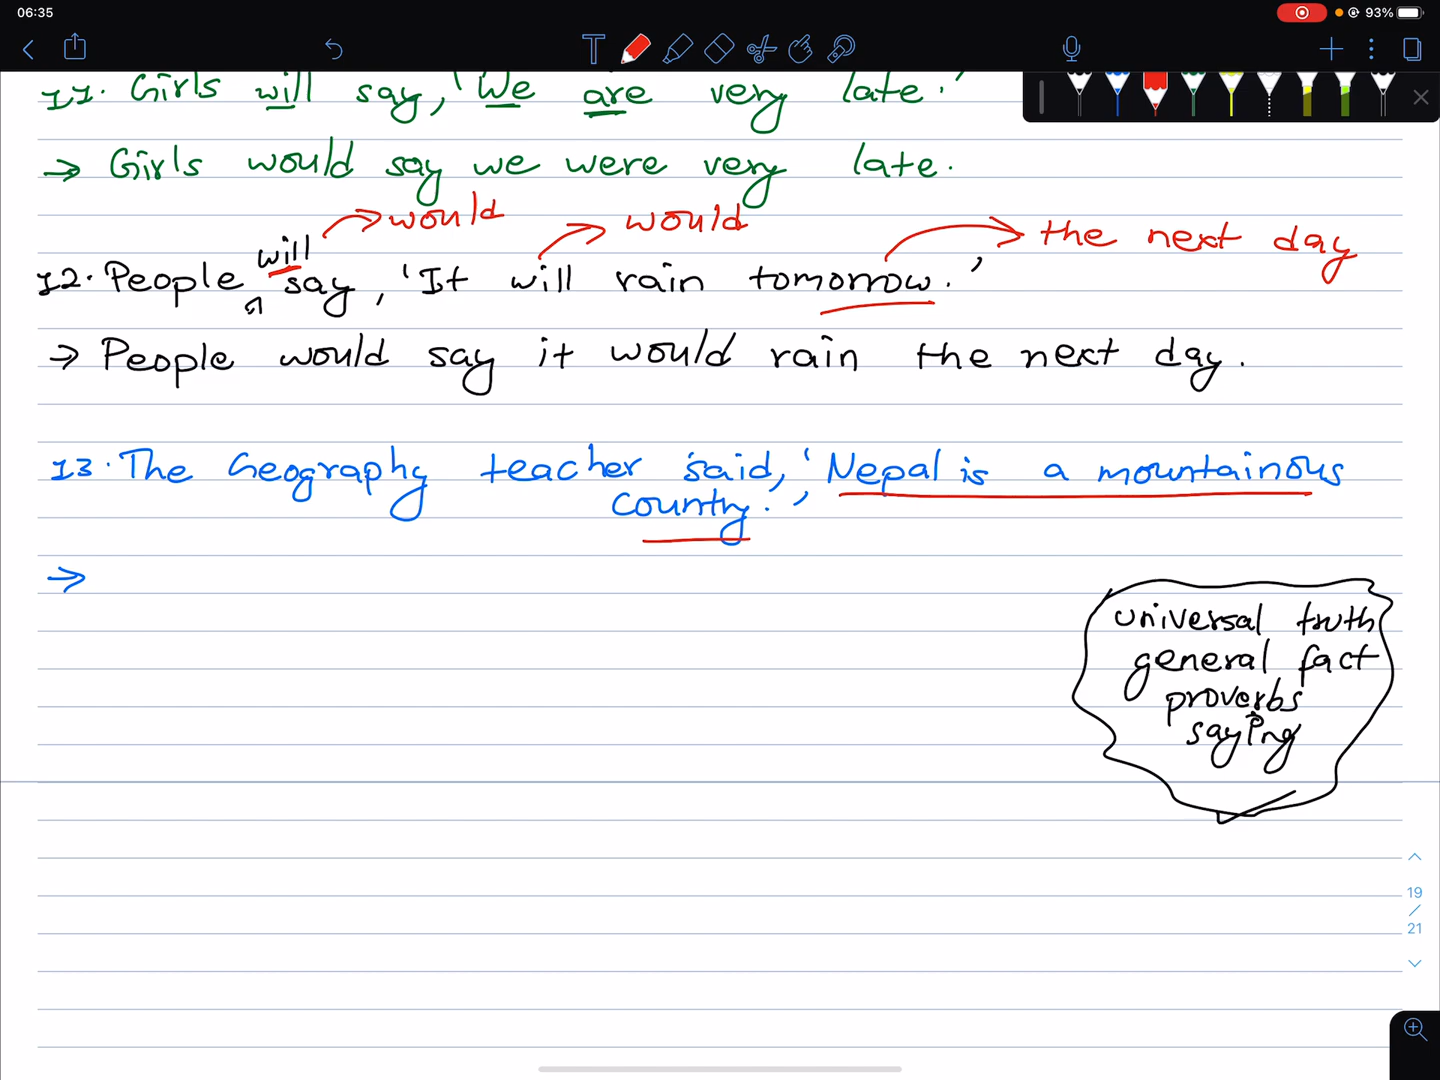 06:35
93%
11. Girls will say, 'We are very late.'
→ Girls would say we were very late.
would would the next day
will
12. People say, 'It will rain tomorrow.'
→ People would say it would rain the next day.
13. The Geography teacher said, 'Nepal is a mountainous
country.'
→
universal truth
general fact
proverbs
saying
19
/
21